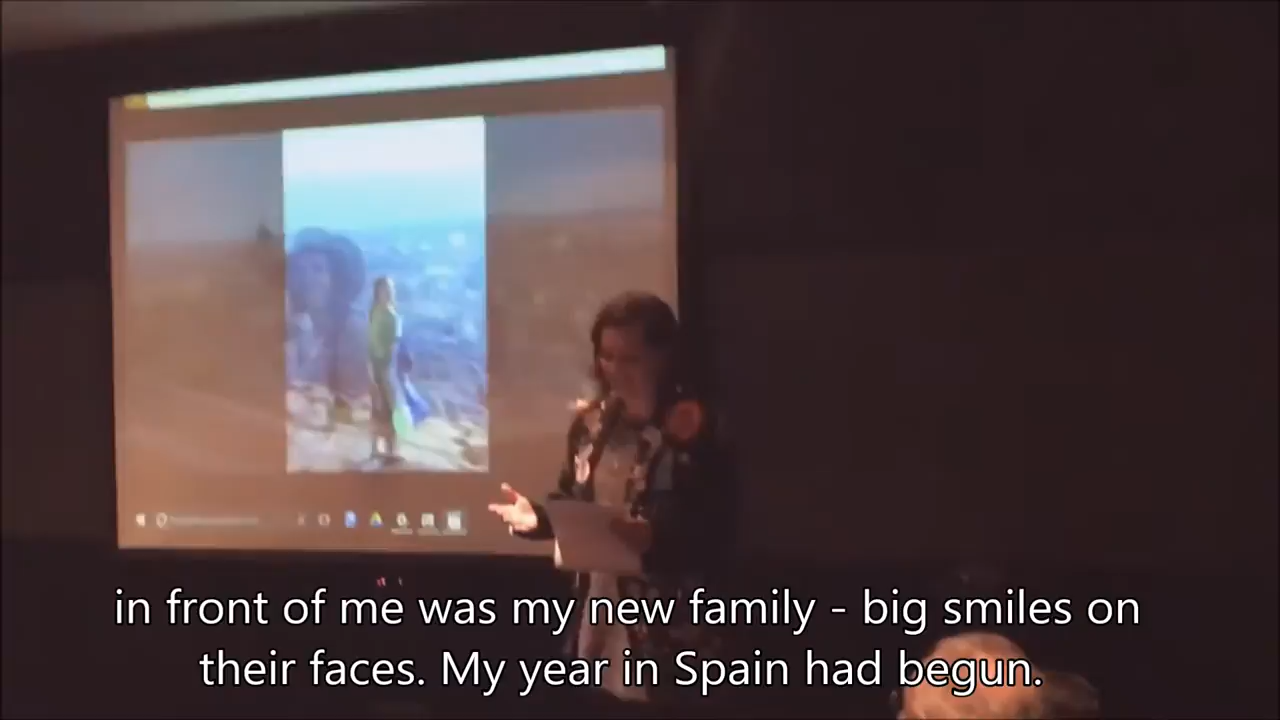 in front of me was my new family - big smiles on
their faces. My year in Spain had begun.